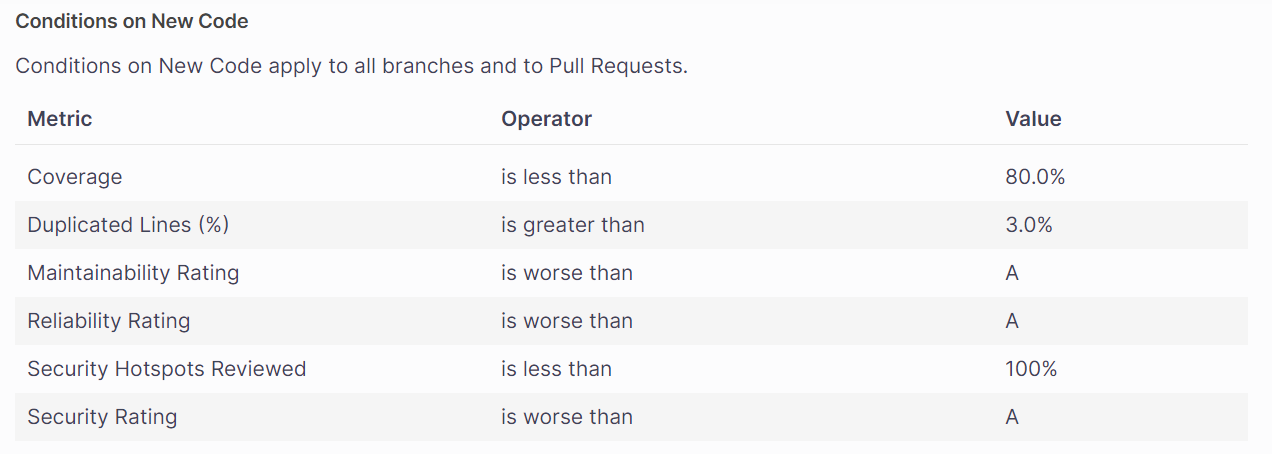 Conditions on New Code
Conditions on New Code apply to all branches and to Pull Requests.
Metric Operator Value
Coverage is less than 80.0%
Duplicated Lines (%) is greater than 3.0%
Maintainability Rating is worse than A
Reliability Rating is worse than A
Security Hotspots Reviewed is less than 100%
Security Rating is worse than A